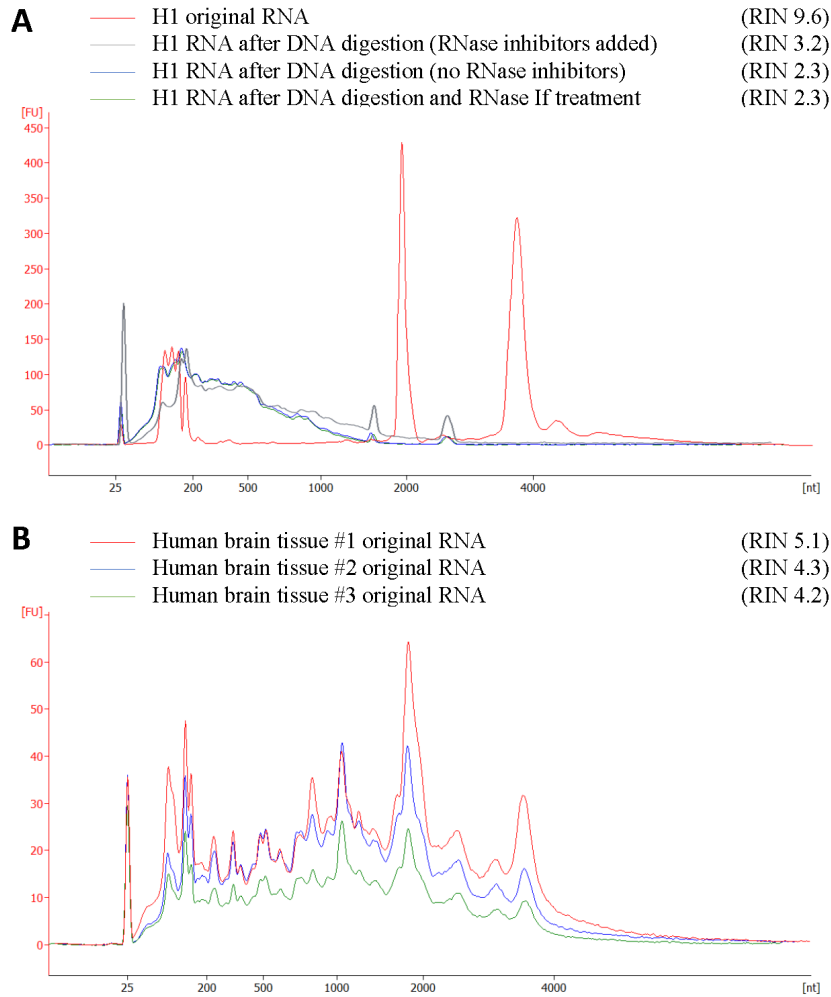 A
H1 original RNA (RIN 9.6)
H1 RNA after DNA digestion (RNase inhibitors added) (RIN 3.2)
H1 RNA after DNA digestion (no RNase inhibitors) (RIN 2.3)
H1 RNA after DNA digestion and RNase If treatment (RIN 2.3)
[FU]
450
400
350
300
250
200
150
100
50
0
25 200 500 1000 2000 4000 [nt]
B
Human brain tissue #1 original RNA (RIN 5.1)
Human brain tissue #2 original RNA (RIN 4.3)
Human brain tissue #3 original RNA (RIN 4.2)
[FU]
60
50
40
30
20
10
0
25 200 500 1000 2000 4000 [nt]